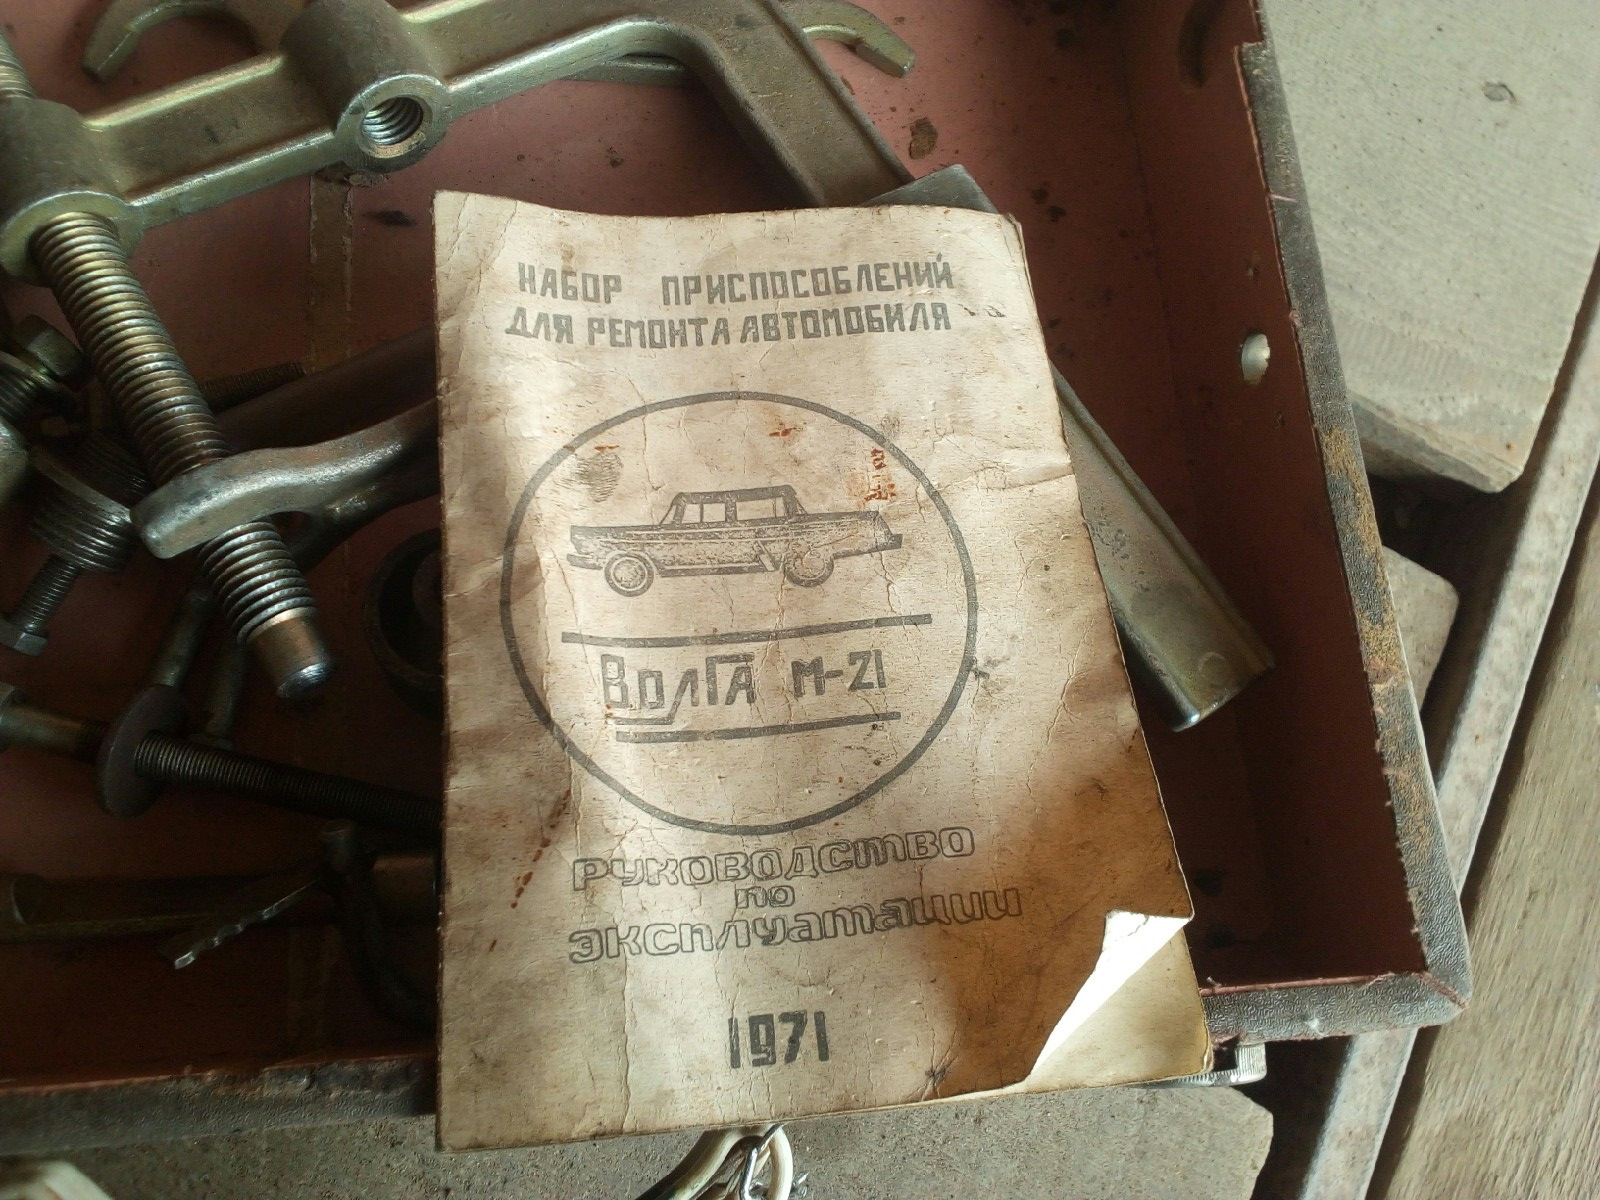 НАБОР ПРИСПОСОБЛЕНИЙ
ДЛЯ РЕМОНТА АВТОМОБИЛЯ
ВОЛГА М-21
РУКОВОДСТВО
ПО
ЭКСПЛУАТАЦИИ
1971